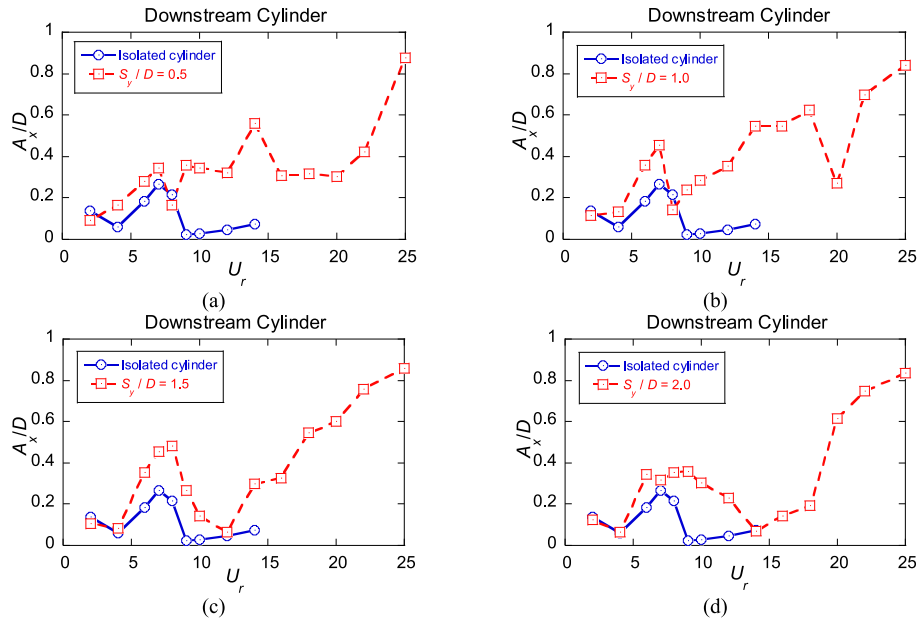 Downstream Cylinder
1
0.8
0.6
0.4
0.2
0
A_x/D
Isolated cylinder
S_y / D = 0.5
0 5 10 15 20 25
U_r
(a)
Downstream Cylinder
1
0.8
0.6
0.4
0.2
0
A_x/D
Isolated cylinder
S_y / D = 1.0
0 5 10 15 20 25
U_r
(b)
Downstream Cylinder
1
0.8
0.6
0.4
0.2
0
A_x/D
Isolated cylinder
S_y / D = 1.5
0 5 10 15 20 25
U_r
(c)
Downstream Cylinder
1
0.8
0.6
0.4
0.2
0
A_x/D
Isolated cylinder
S_y / D = 2.0
0 5 10 15 20 25
U_r
(d)